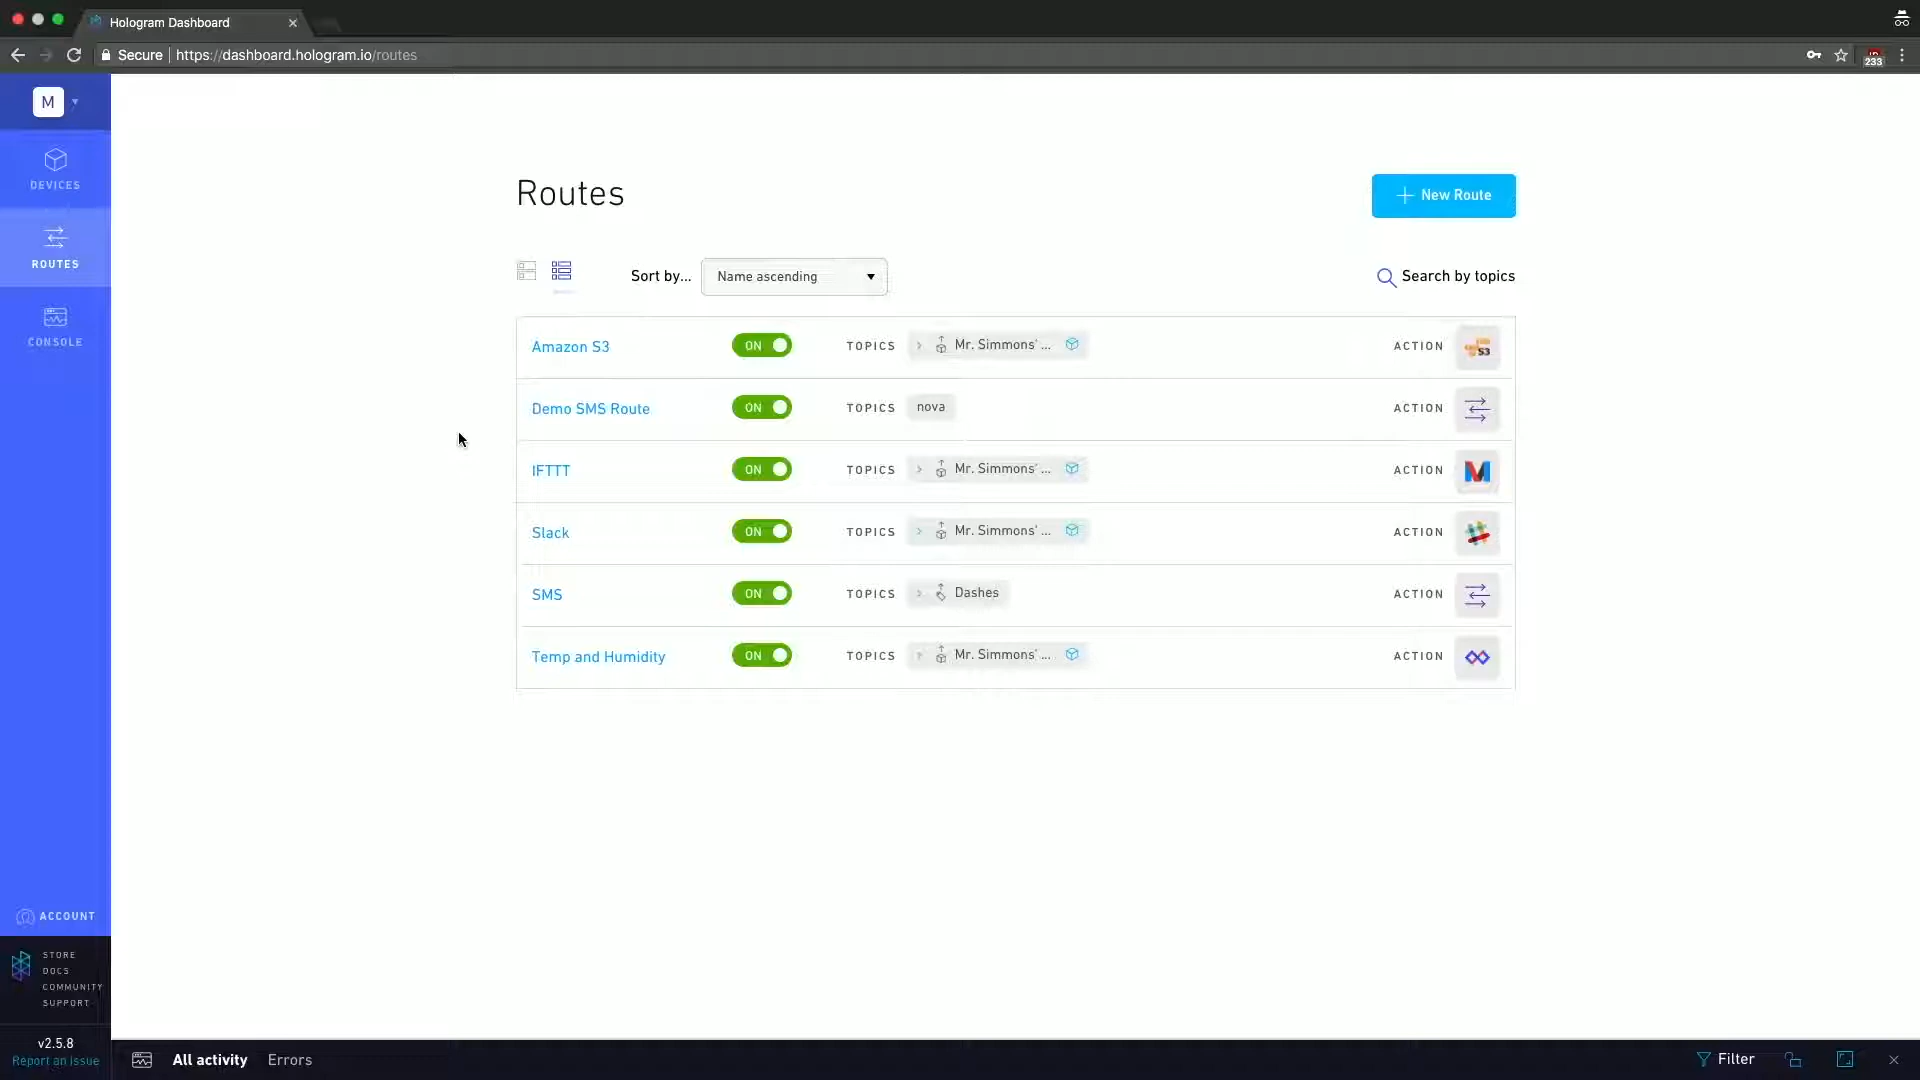 Hologram Dashboard
Secure https://dashboard.hologram.io/routes
233
M
DEVICES
ROUTES
CONSOLE
ACCOUNT
STORE
DOCS
COMMUNITY
SUPPORT
v2.5.8
Report an issue
Routes
New Route
Sort by... Name ascending
Search by topics
Amazon S3 ON TOPICS Mr. Simmons' ... ACTION S3
Demo SMS Route ON TOPICS nova ACTION
IFTTT ON TOPICS Mr. Simmons' ... ACTION
Slack ON TOPICS Mr. Simmons' ... ACTION
SMS ON TOPICS Dashes ACTION
Temp and Humidity ON TOPICS Mr. Simmons' ... ACTION
All activity Errors Filter